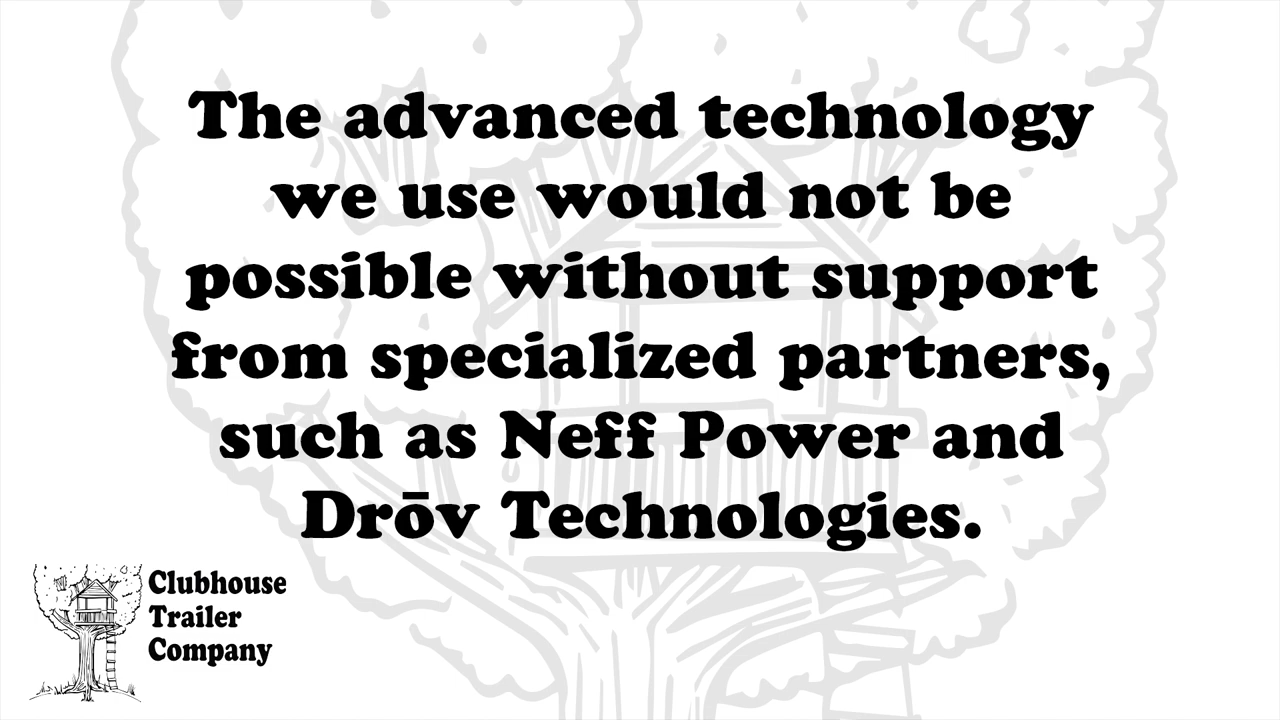 The advanced technology
we use would not be
possible without support
from specialized partners,
such as Neff Power and
Drōv Technologies.
Clubhouse
Trailer
Company